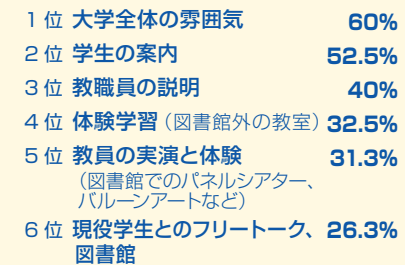 1位 大学全体の雰囲気 60%
2位 学生の案内 52.5%
3位 教職員の説明 40%
4位 体験学習（図書館外の教室）32.5%
5位 教員の実演と体験 31.3%
（図書館でのパネルシアター、
バルーンアートなど）
6位 現役学生とのフリートーク、 26.3%
図書館